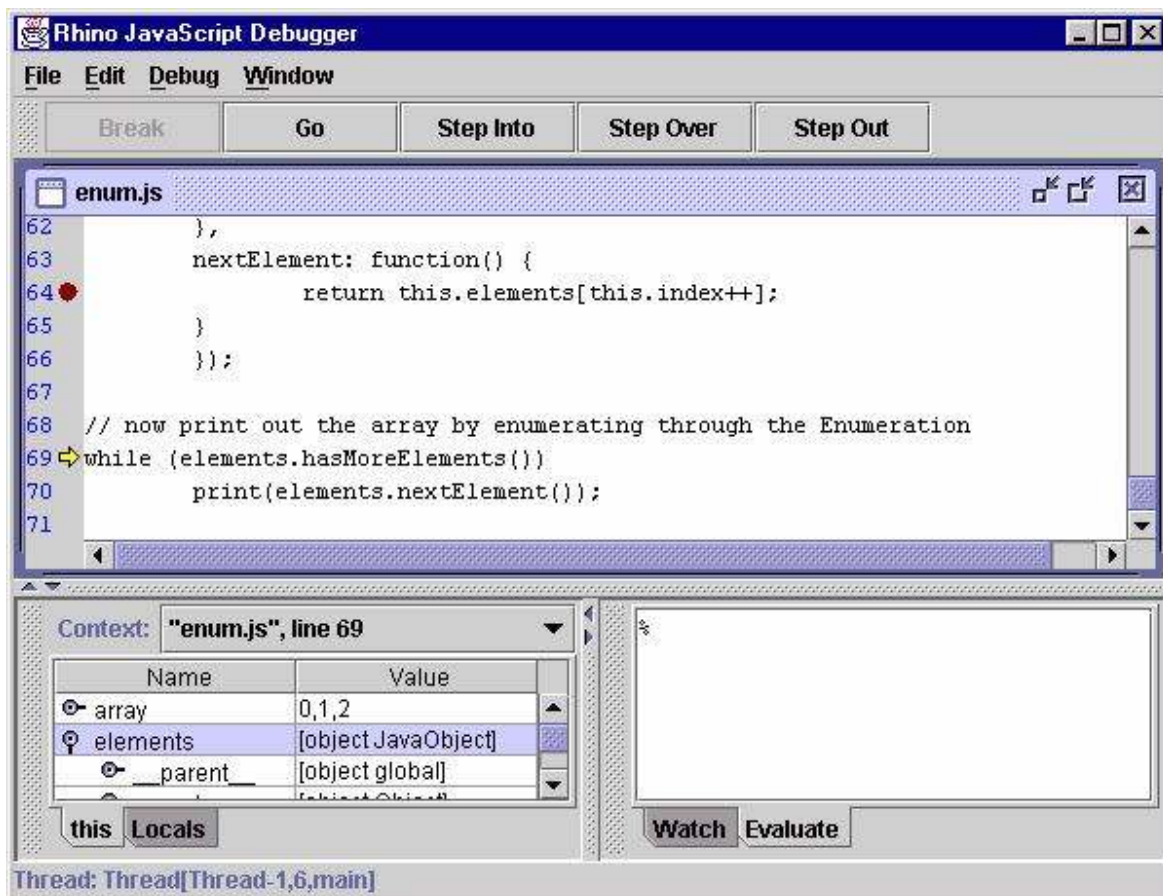 Rhino JavaScript Debugger
File Edit Debug Window
Break Go Step Into Step Over Step Out
enum.js
62 },
63 nextElement: function() {
64 return this.elements[this.index++];
65 }
66 });
67
68 // now print out the array by enumerating through the Enumeration
69 while (elements.hasMoreElements())
70 print(elements.nextElement());
71
Context: "enum.js", line 69
%
Name Value
array 0,1,2
elements [object JavaObject]
__parent__ [object global]
[object Object]
this Locals
Watch Evaluate
Thread: Thread[Thread-1,6,main]